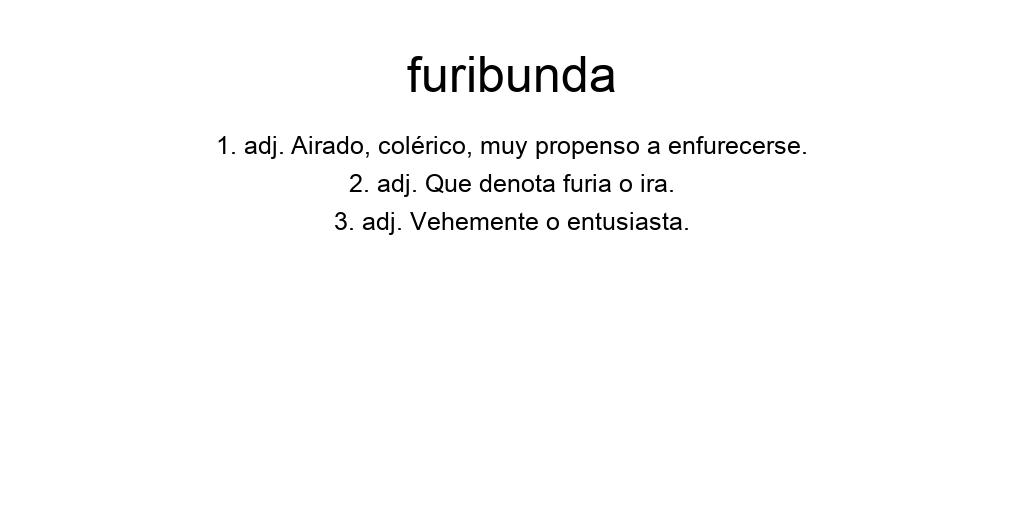 furibunda
1. adj. Airado, colérico, muy propenso a enfurecerse.
2. adj. Que denota furia o ira.
3. adj. Vehemente o entusiasta.